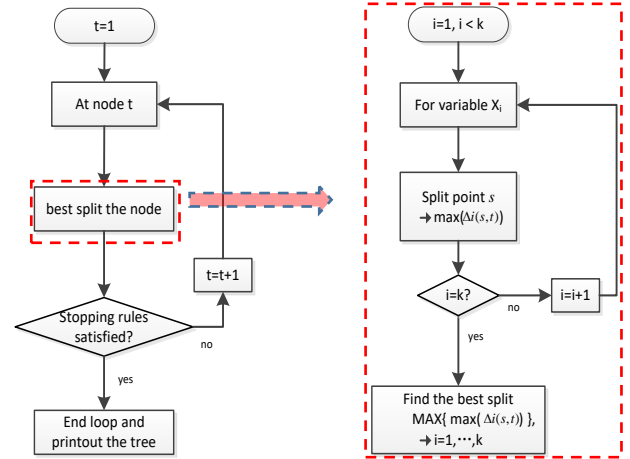 t=1
At node t
best split the node
t=t+1
Stopping rules
satisfied?
no
yes
End loop and
printout the tree
i=1, i < k
For variable Xᵢ
Split point s
➔ max(Δi(s,t))
i=k?
no
i=i+1
yes
Find the best split
MAX{ max( Δi(s,t)) },
➔ i=1,⋯,k